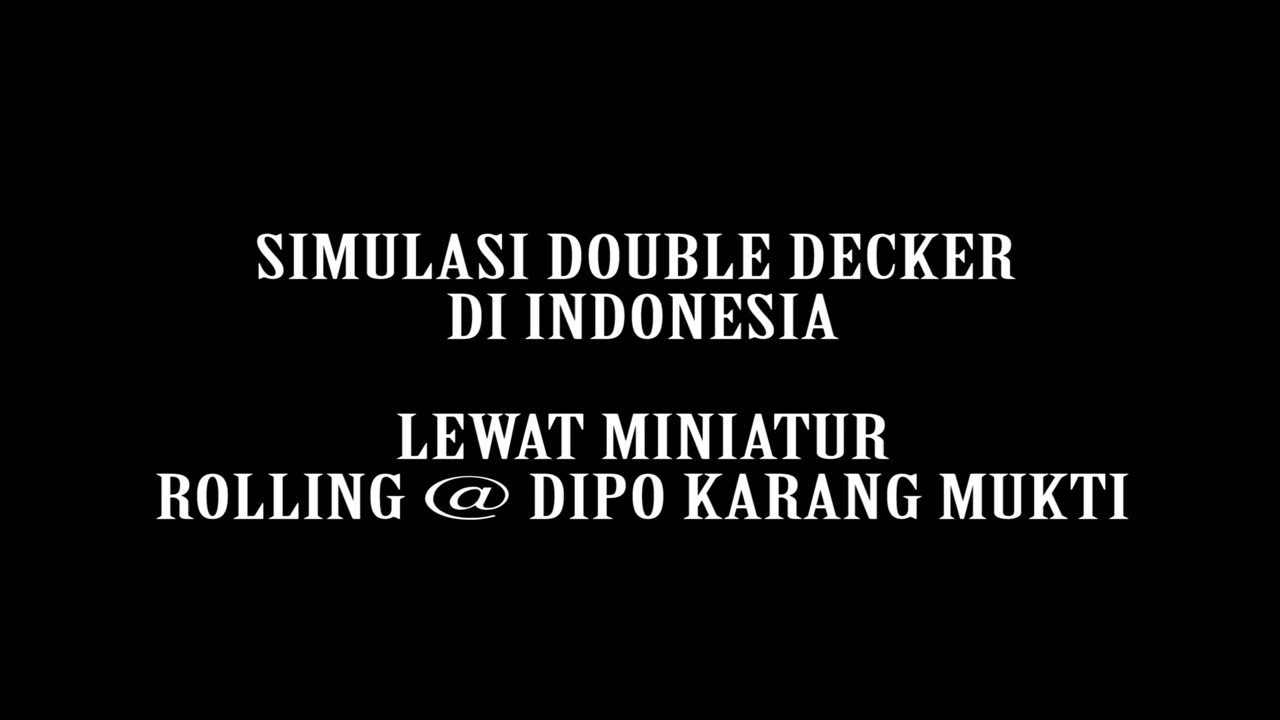 SIMULASI DOUBLE DECKER
DI INDONESIA
LEWAT MINIATUR
ROLLING @ DIPO KARANG MUKTI